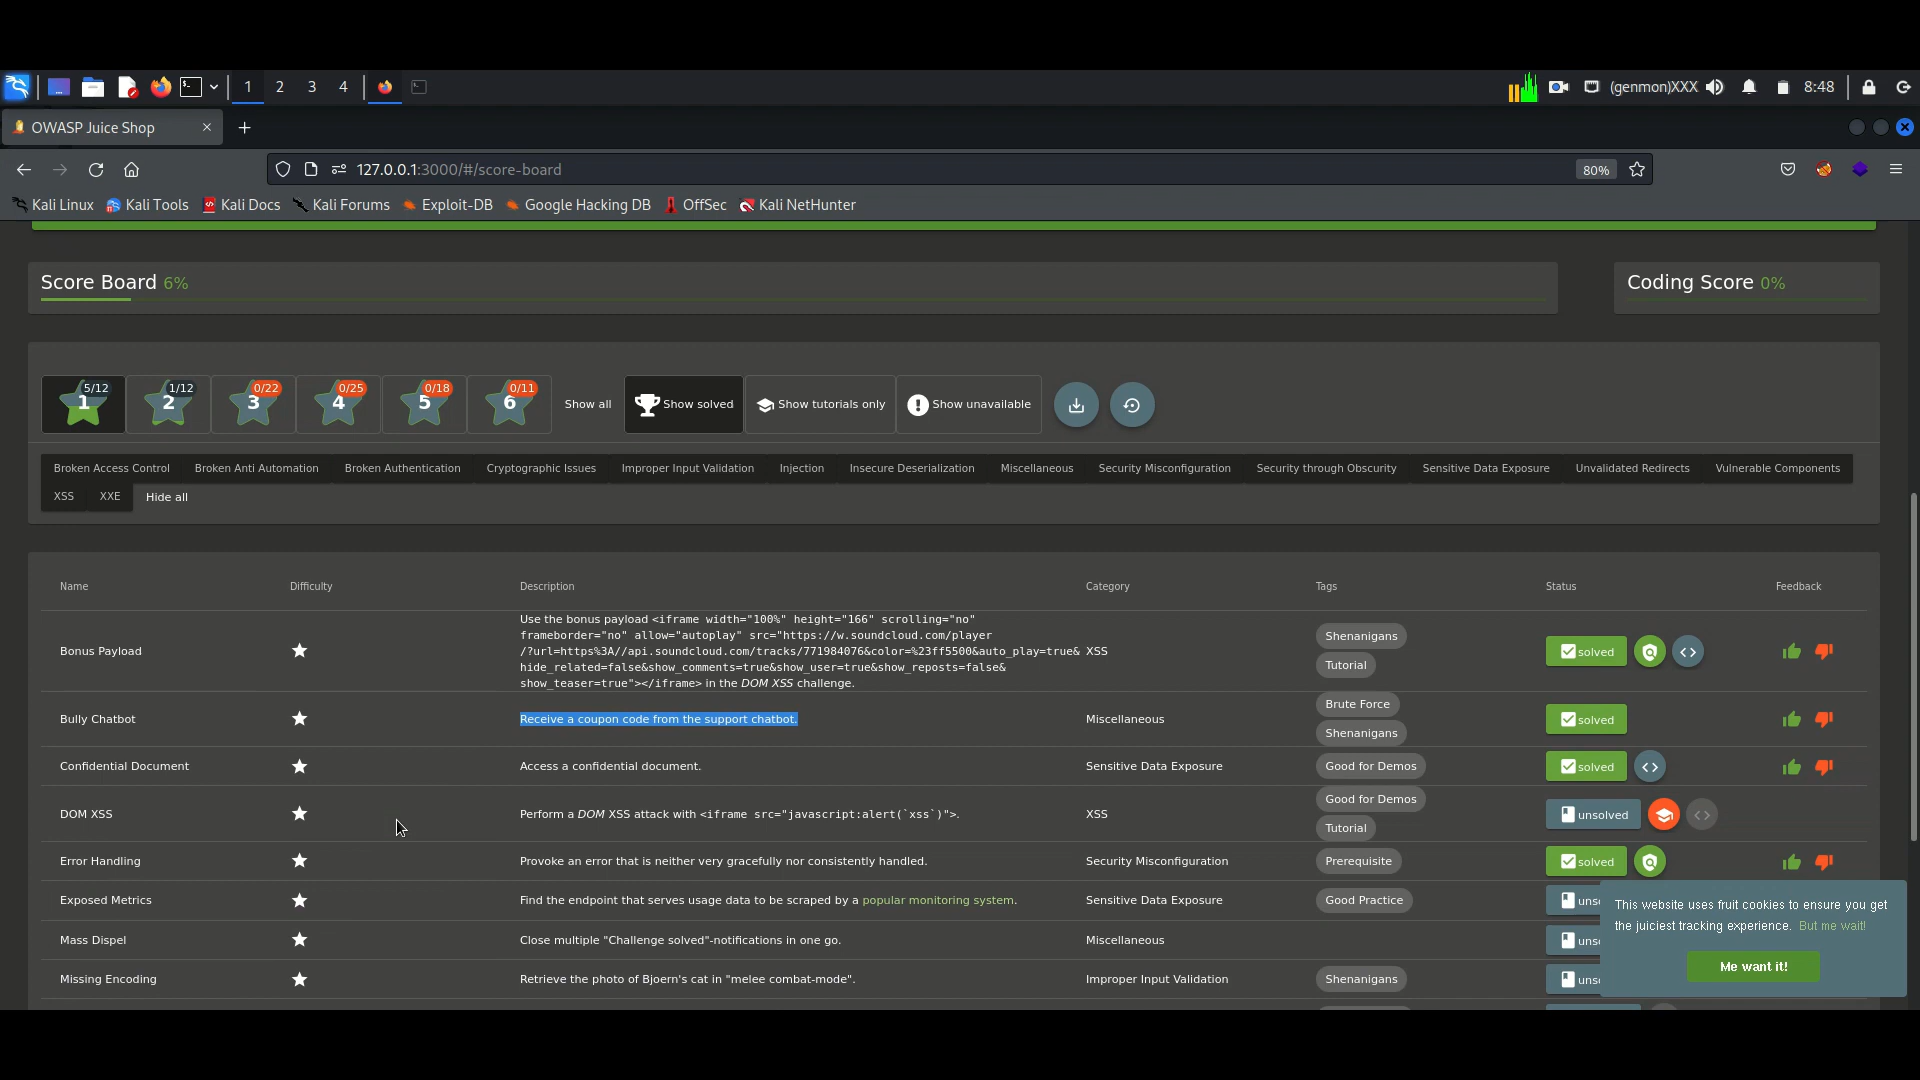 1 2 3 4 (genmon)XXX 8:48
OWASP Juice Shop
127.0.0.1:3000/#/score-board 80%
Kali Linux Kali Tools Kali Docs Kali Forums Exploit-DB Google Hacking DB OffSec Kali NetHunter
Score Board 6% Coding Score 0%
5/12 1/12 0/22 0/25 0/18 0/11
1 2 3 4 5 6 Show all Show solved Show tutorials only Show unavailable
Broken Access Control Broken Anti Automation Broken Authentication Cryptographic Issues Improper Input Validation Injection Insecure Deserialization Miscellaneous Security Misconfiguration Security through Obscurity Sensitive Data Exposure Unvalidated Redirects Vulnerable Components
XSS XXE Hide all
Name Difficulty Description Category Tags Status Feedback
Use the bonus payload <iframe width="100%" height="166" scrolling="no"
frameborder="no" allow="autoplay" src="https://w.soundcloud.com/player
Shenanigans
Bonus Payload /?url=https%3A//api.soundcloud.com/tracks/771984076&color=%23ff5500&auto_play=true& XSS solved
hide_related=false&show_comments=true&show_user=true&show_reposts=false&
Tutorial
show_teaser=true"></iframe> in the DOM XSS challenge.
Brute Force
Bully Chatbot Receive a coupon code from the support chatbot. Miscellaneous solved
Shenanigans
Confidential Document Access a confidential document. Sensitive Data Exposure Good for Demos solved
Good for Demos
DOM XSS Perform a DOM XSS attack with <iframe src="javascript:alert(`xss`)">. XSS unsolved
Tutorial
Error Handling Provoke an error that is neither very gracefully nor consistently handled. Security Misconfiguration Prerequisite solved
Exposed Metrics Find the endpoint that serves usage data to be scraped by a popular monitoring system. Sensitive Data Exposure Good Practice uns
Mass Dispel Close multiple "Challenge solved"-notifications in one go. Miscellaneous uns
Missing Encoding Retrieve the photo of Bjoern's cat in "melee combat-mode". Improper Input Validation Shenanigans uns
This website uses fruit cookies to ensure you get
the juiciest tracking experience. But me wait!
Me want it!